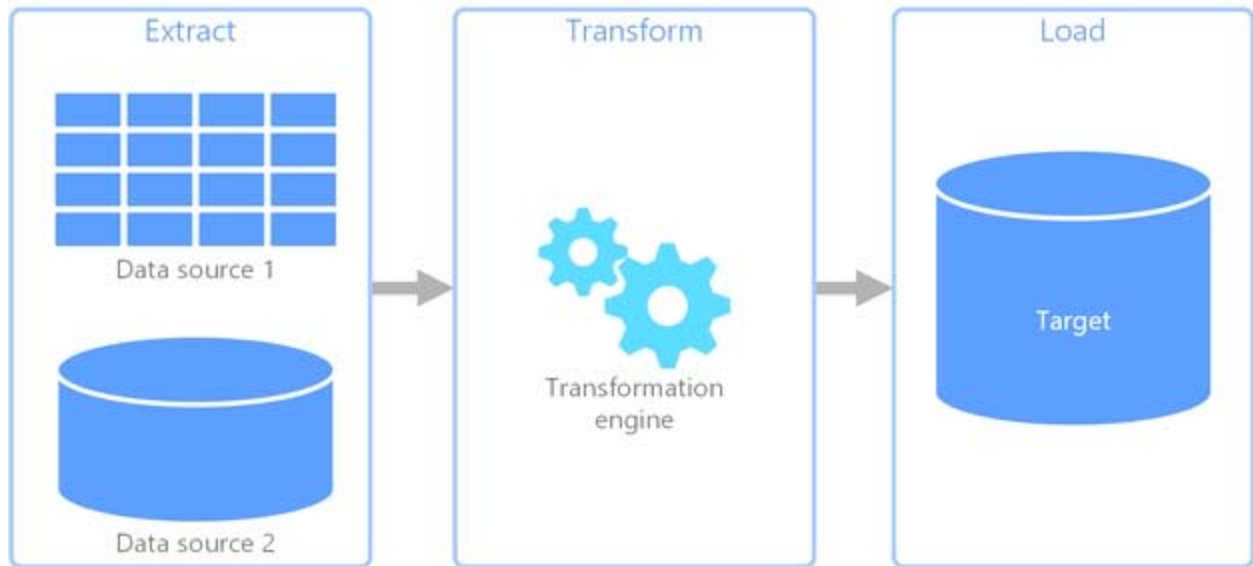 Extract
Data source 1
Data source 2
Transform
Transformation
engine
Load
Target